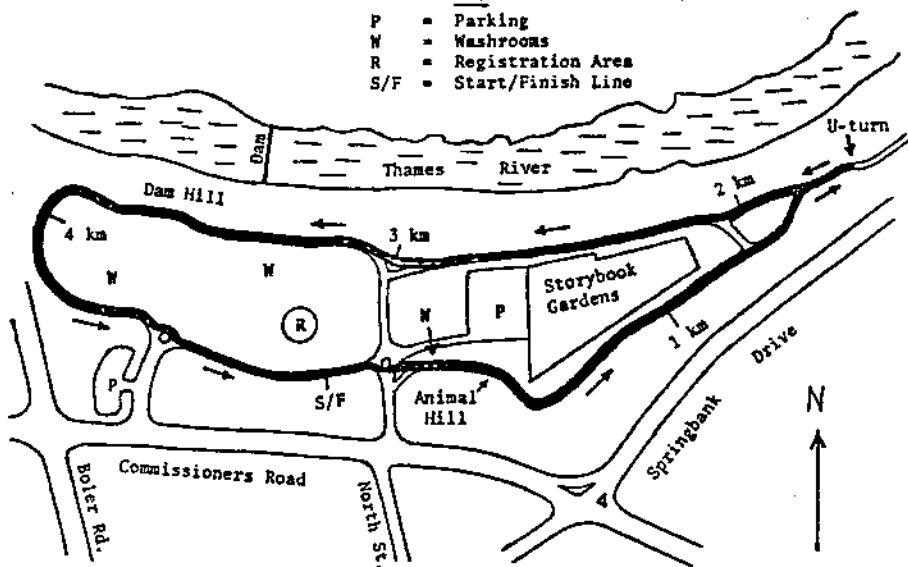 P = Parking
W = Washrooms
R = Registration Area
S/F = Start/Finish Line
U-turn
Dam
Thames River
Dam Hill
2 km
4 km
3 km
W
W
Storybook
Gardens
R
W
P
1 km
Drive
P
S/F
Animal
Hill
N
Springbank
Commissioners Road
Boler Rd.
North St.
4